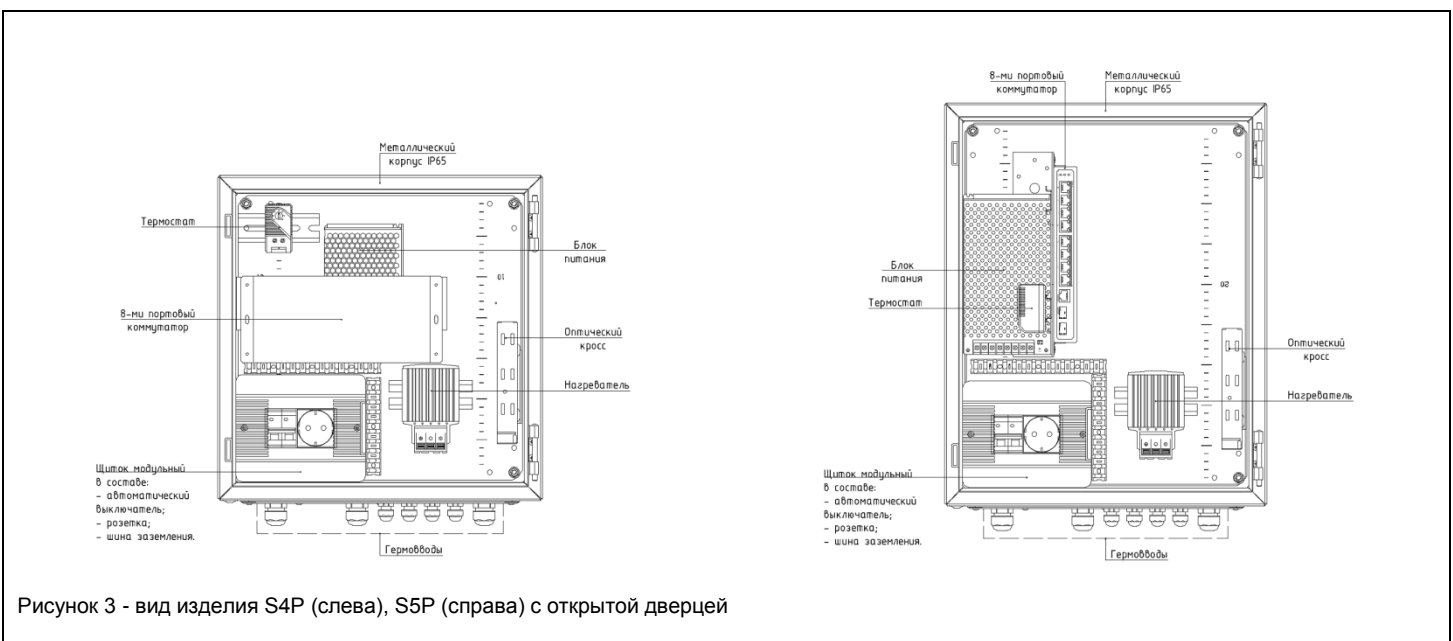 Металлический
корпус IP65
Термостат
Блок
питания
10
8-ми портовый
коммутатор
Оптический
кросс
Нагреватель
Щиток модульный
в составе:
- автоматический
выключатель;
- розетка;
- шина заземления.
Гермовводы
8-ми портовый
коммутатор
Металлический
корпус IP65
Блок
питания
20
Термостат
Оптический
кросс
Нагреватель
Щиток модульный
в составе:
- автоматический
выключатель;
- розетка;
- шина заземления.
Гермовводы
Рисунок 3 - вид изделия S4P (слева), S5P (справа) с открытой дверцей